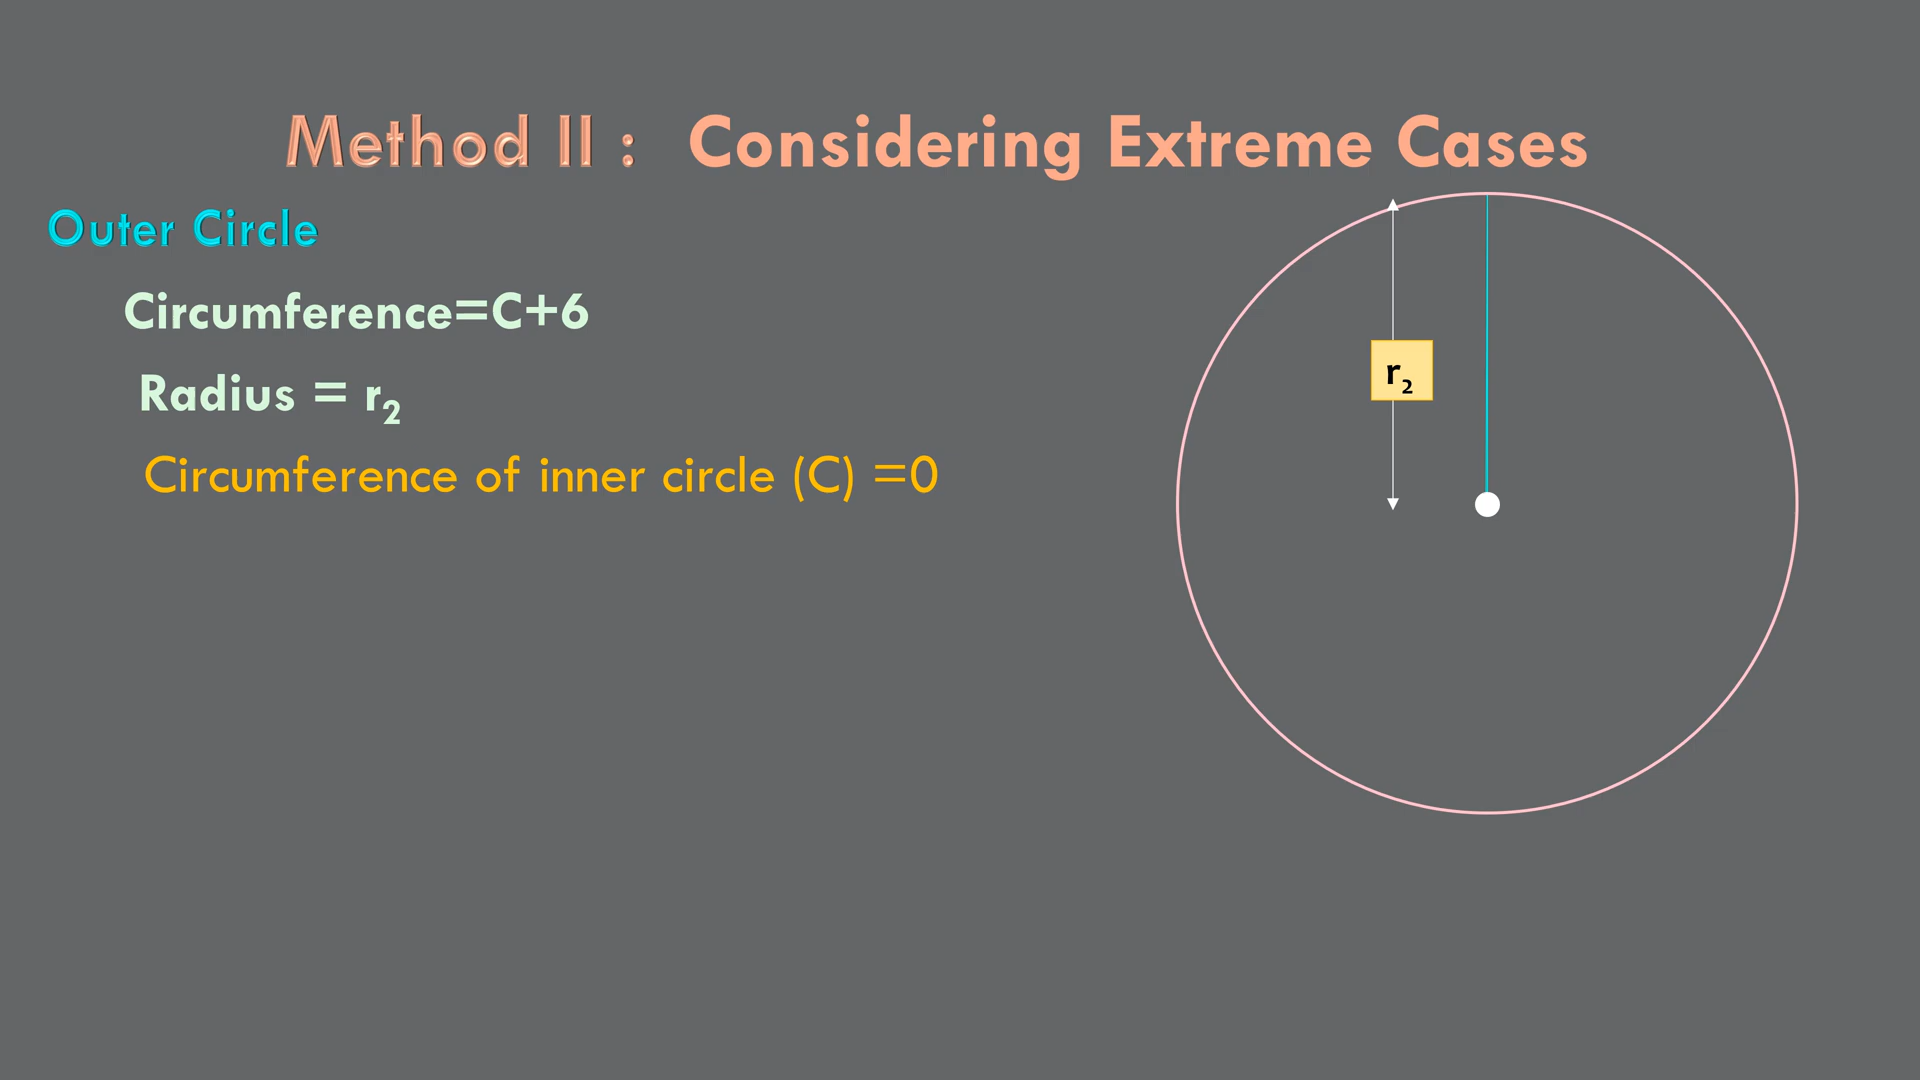 Method II : Considering Extreme Cases
Outer Circle
Circumference=C+6
Radius = r₂
Circumference of inner circle (C) =0
r₂